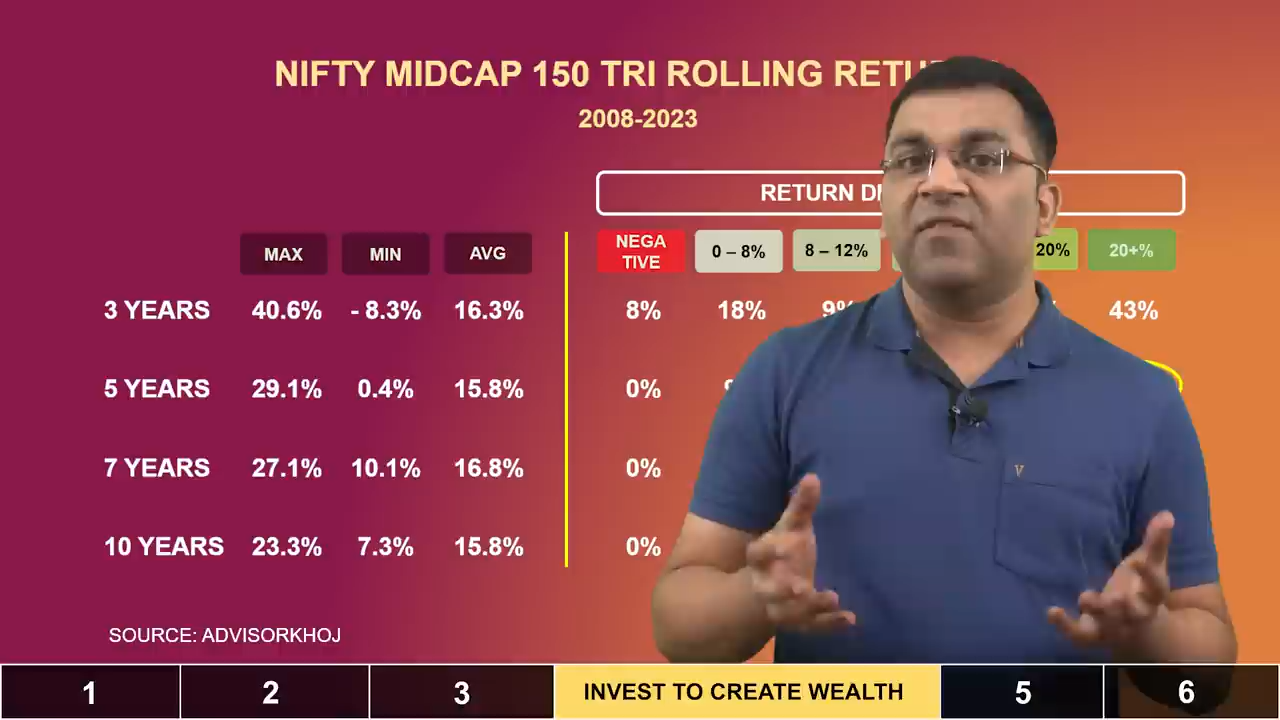 NIFTY MIDCAP 150 TRI ROLLING
2008-2023
RETURN
MAX MIN AVG NEGA TIVE 0 – 8% 8 – 12% 20% 20+%
3 YEARS 40.6% - 8.3% 16.3% 8% 18% 43%
5 YEARS 29.1% 0.4% 15.8% 0%
7 YEARS 27.1% 10.1% 16.8% 0%
10 YEARS 23.3% 7.3% 15.8% 0%
SOURCE: ADVISORKHOJ
1 2 3 INVEST TO CREATE WEALTH 5 6